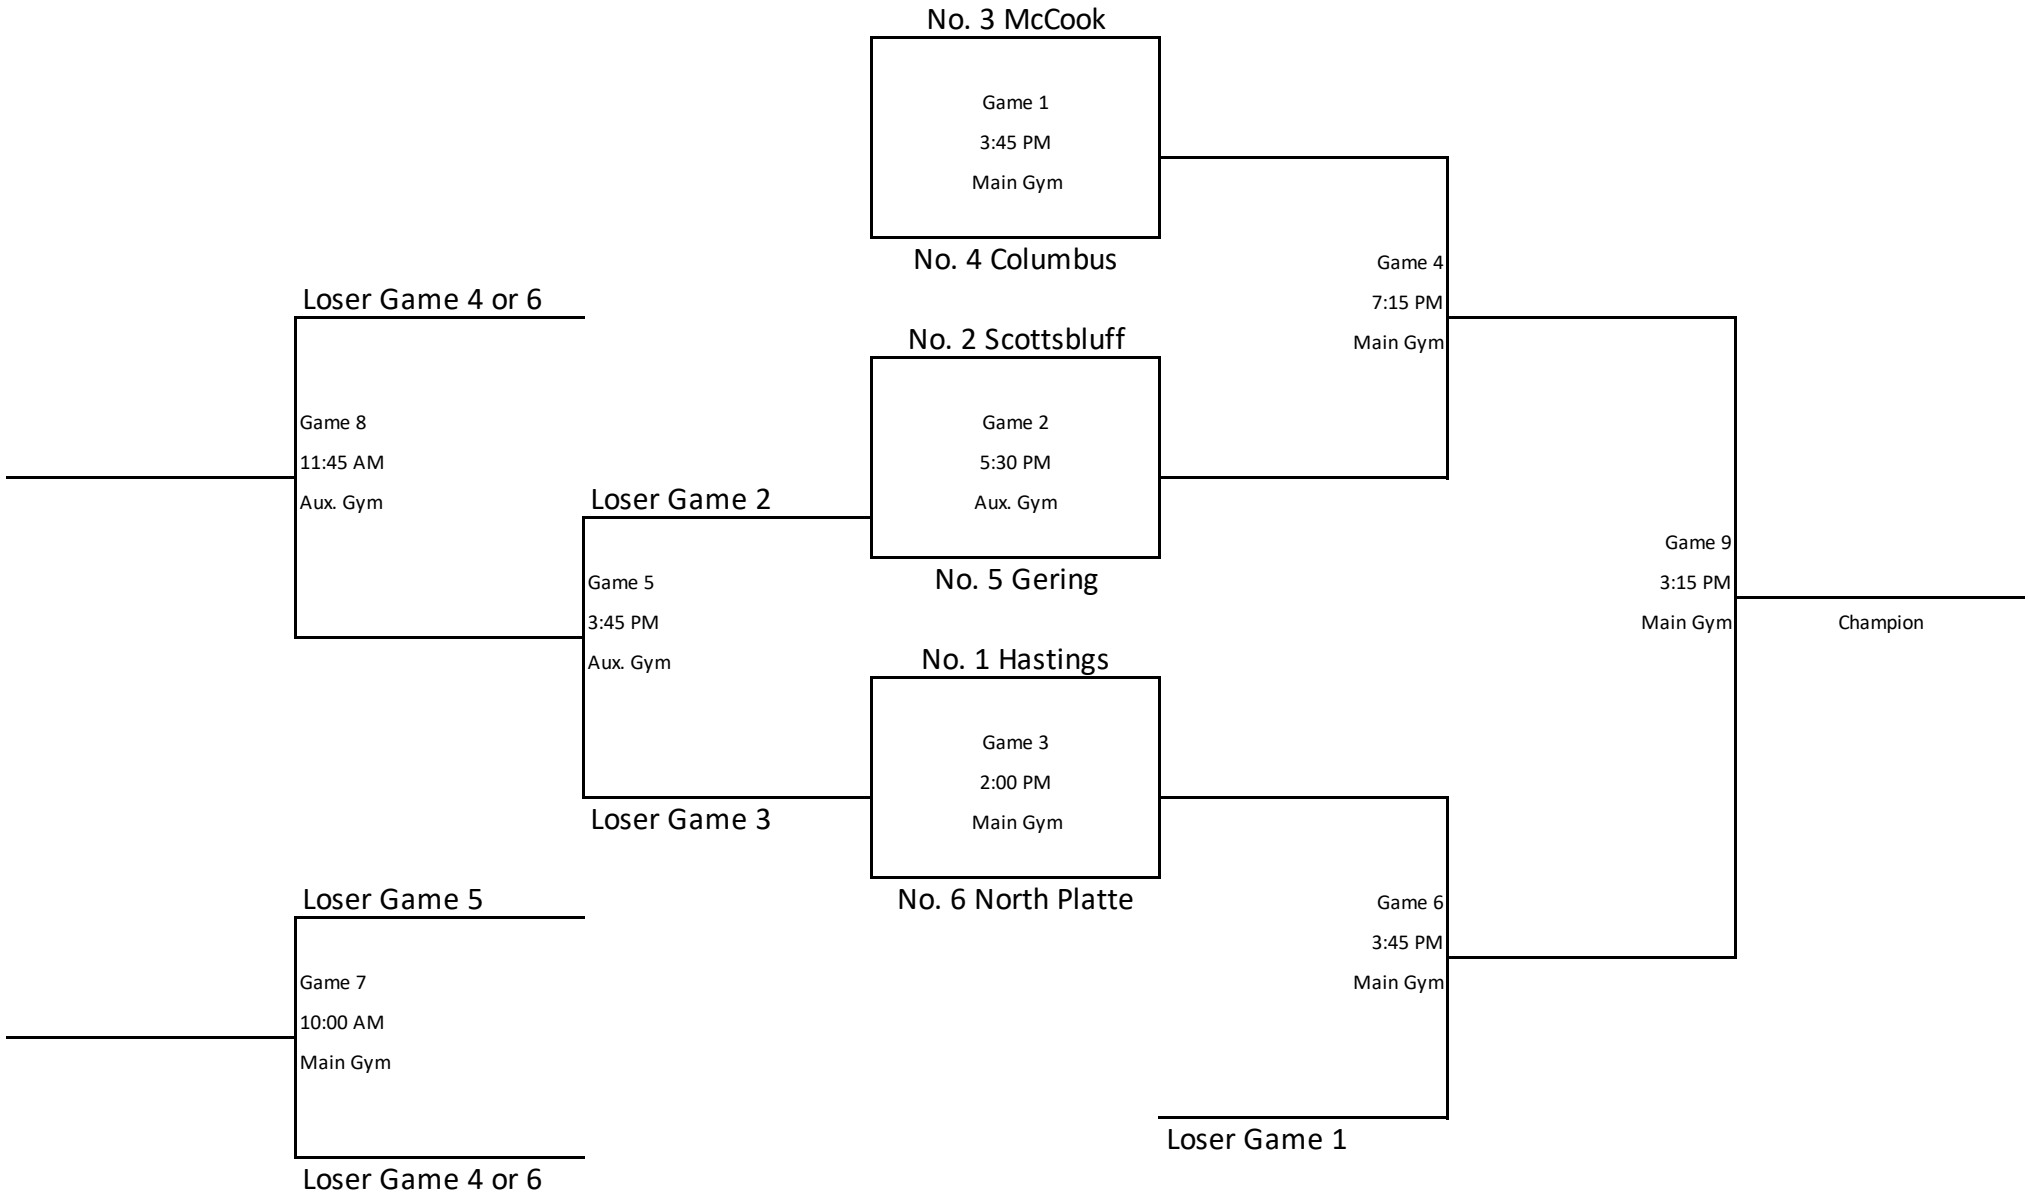 No. 3 McCook
Game 1
3:45 PM
Main Gym
No. 4 Columbus
Game 4
7:15 PM
Main Gym
Loser Game 4 or 6
Game 8
11:45 AM
Aux. Gym
No. 2 Scottsbluff
Game 2
5:30 PM
Aux. Gym
No. 5 Gering
Loser Game 2
Game 5
3:45 PM
Aux. Gym
Loser Game 3
Game 9
3:15 PM
Main Gym
Champion
No. 1 Hastings
Game 3
2:00 PM
Main Gym
No. 6 North Platte
Game 6
3:45 PM
Main Gym
Loser Game 1
Loser Game 5
Game 7
10:00 AM
Main Gym
Loser Game 4 or 6